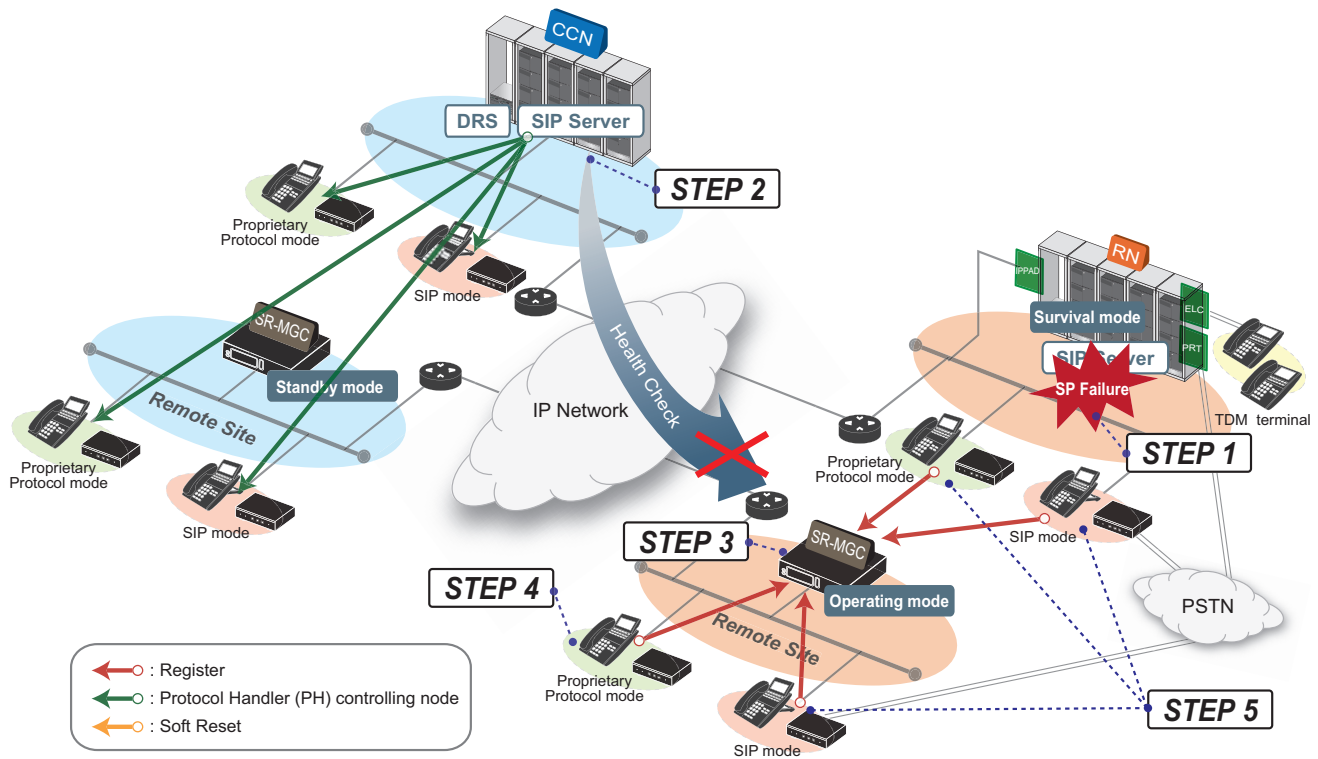 CCN
DRS
SIP Server
STEP 2
Proprietary
Protocol mode
SIP mode
RN
IPPAD
ELC
Survival mode
PRT
SIP Server
SP Failure
TDM terminal
STEP 1
SR-MGC
Standby mode
Remote Site
Health Check
IP Network
Proprietary
Protocol mode
SIP mode
Proprietary
Protocol mode
SIP mode
STEP 3
SR-MGC
Operating mode
Remote Site
STEP 4
PSTN
Proprietary
Protocol mode
SIP mode
STEP 5
: Register
: Protocol Handler (PH) controlling node
: Soft Reset